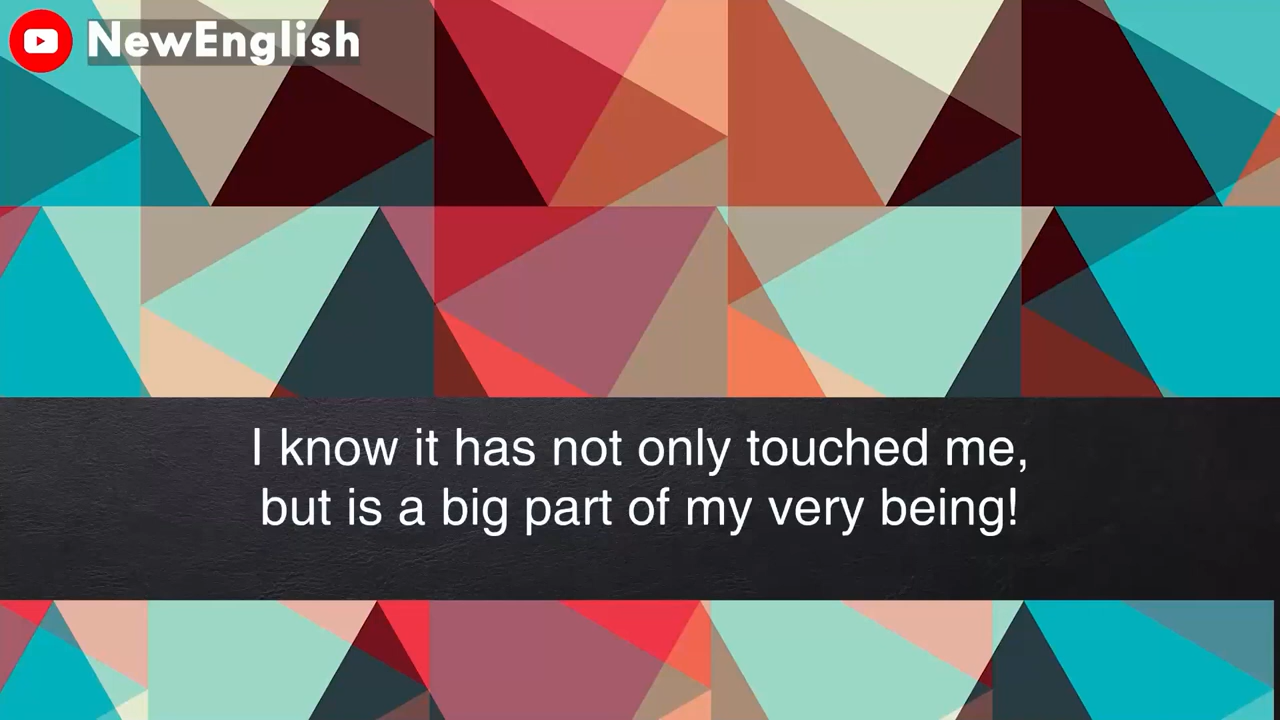 NewEnglish
I know it has not only touched me,
but is a big part of my very being!